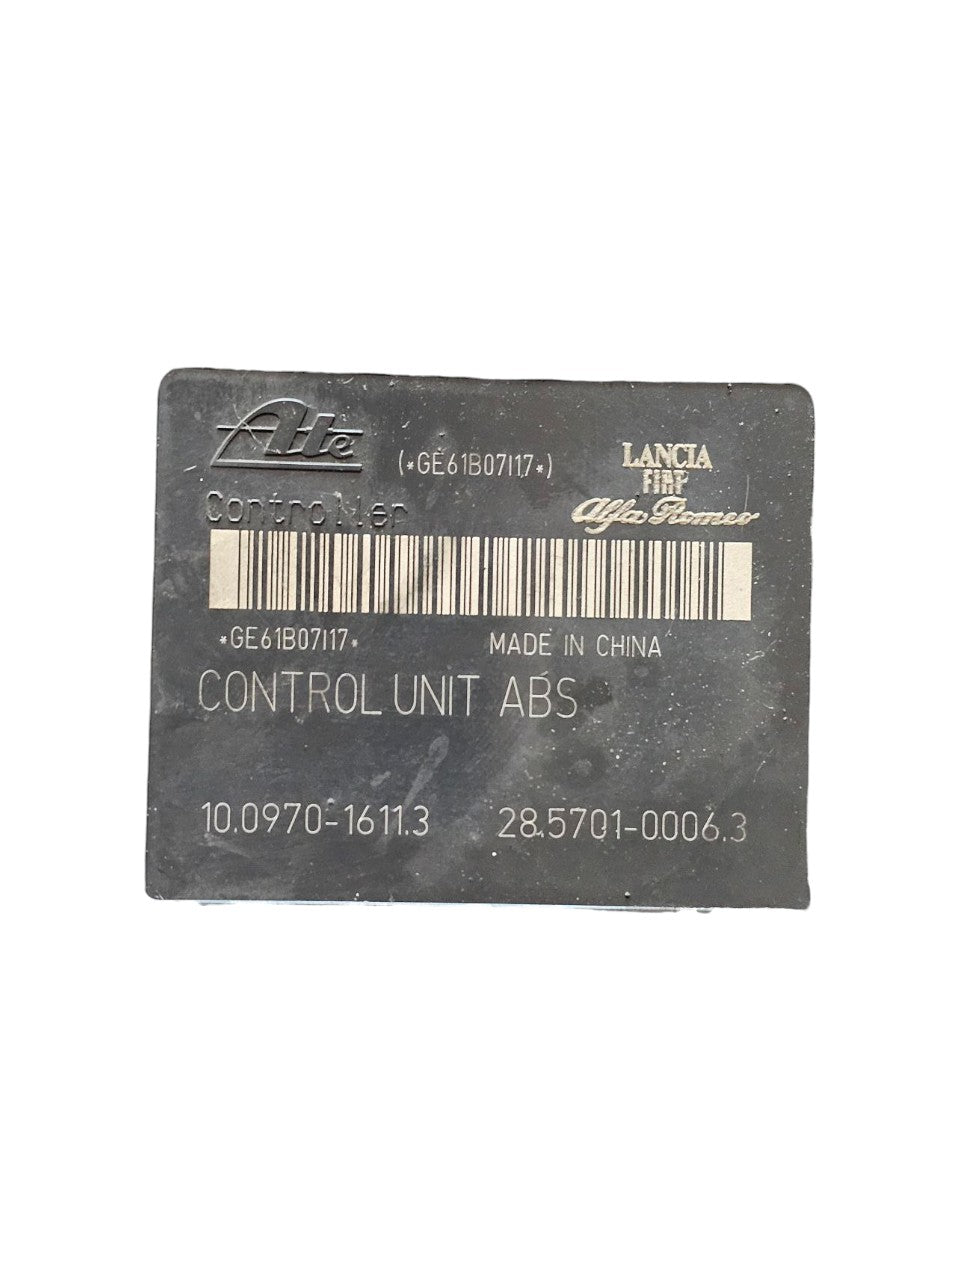 Ate
(*GE61B07I17*)
LANCIA
FIAT
Alfa Romeo
Controller
*GE61B07I17*
MADE IN CHINA
CONTROL UNIT ABS
10.0970-1611.3
28.5701-0006.3